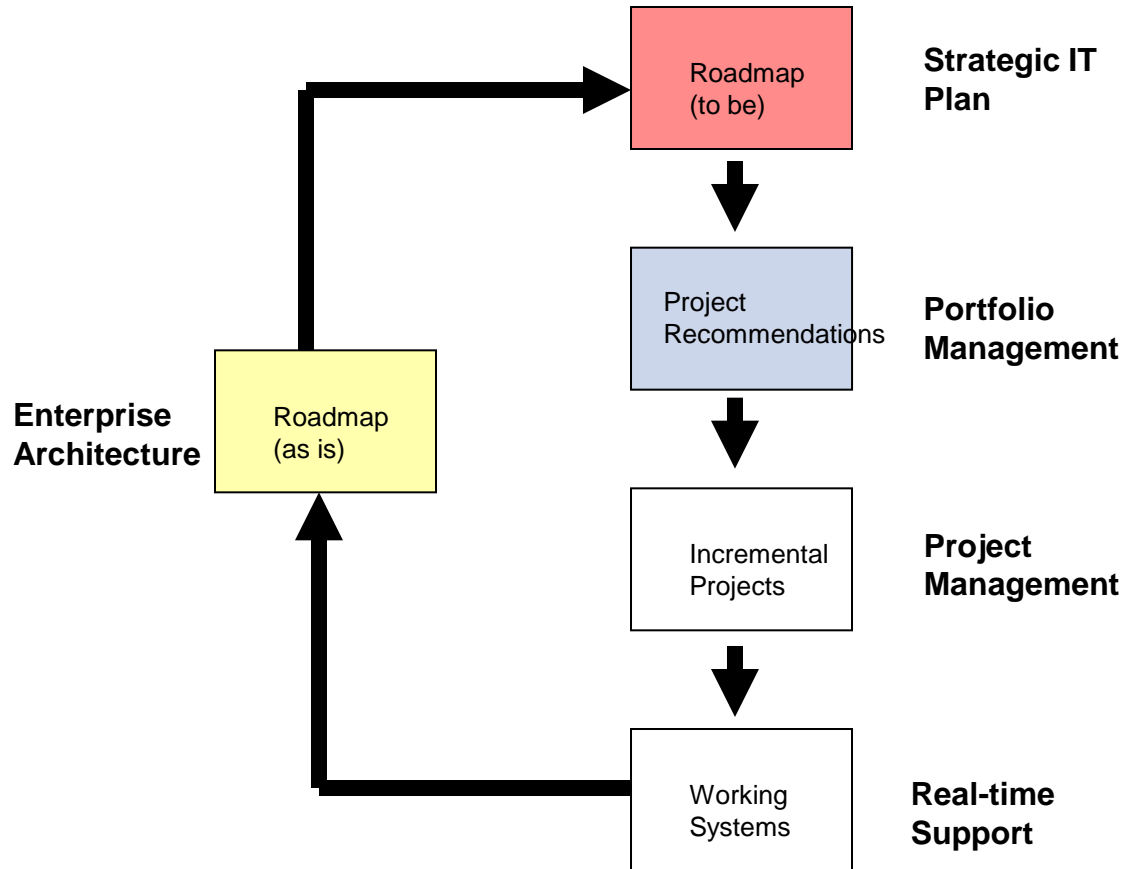 Roadmap
(to be)
Strategic IT
Plan
Project
Recommendations
Portfolio
Management
Enterprise
Architecture
Roadmap
(as is)
Incremental
Projects
Project
Management
Working
Systems
Real-time
Support